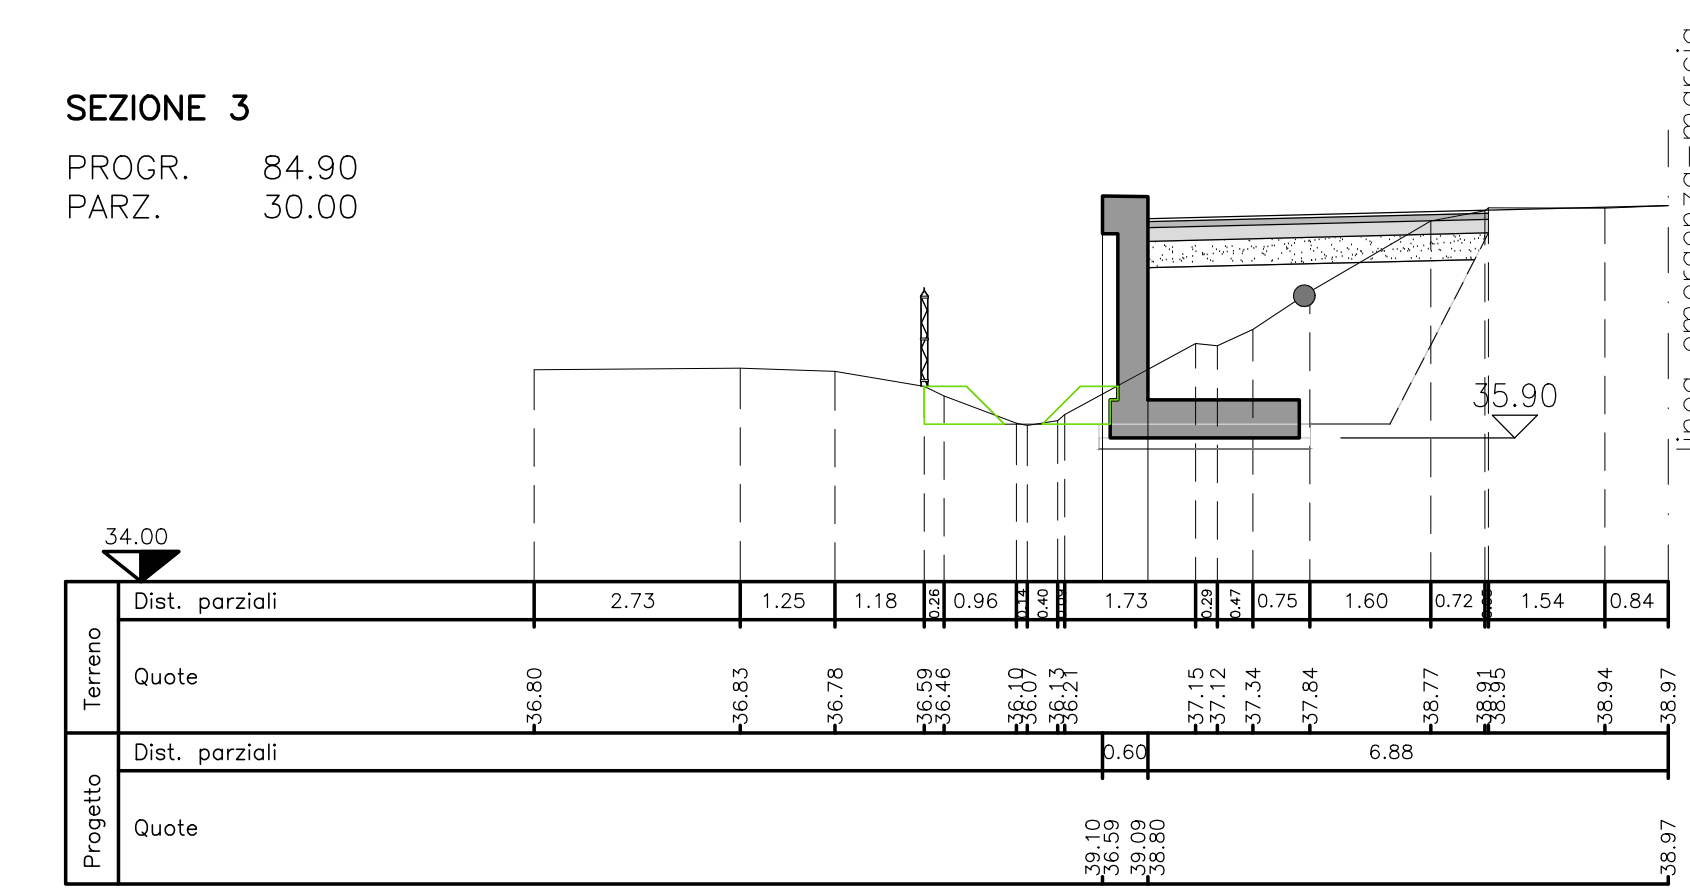 SEZIONE 3
PROGR. 84.90
PARZ. 30.00
35.90
34.00
Terreno
Dist. parziali 2.73 1.25 1.18 0.26 0.96 0.14 0.40 0.09 1.73 0.29 0.47 0.75 1.60 0.72 1.54 0.84
Quote 36.80 36.83 36.78 36.59 36.46 36.10 36.07 36.13 36.21 37.15 37.12 37.34 37.84 38.77 38.91 38.95 38.94 38.97
Progetto
Dist. parziali 0.60 6.88
Quote 39.10 36.59 39.09 38.80 38.97